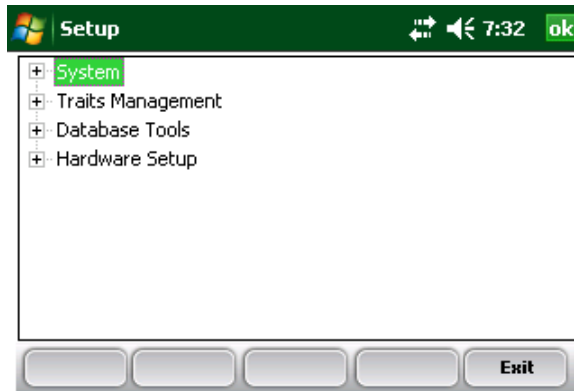 Setup 7:32 ok
System
Traits Management
Database Tools
Hardware Setup
Exit